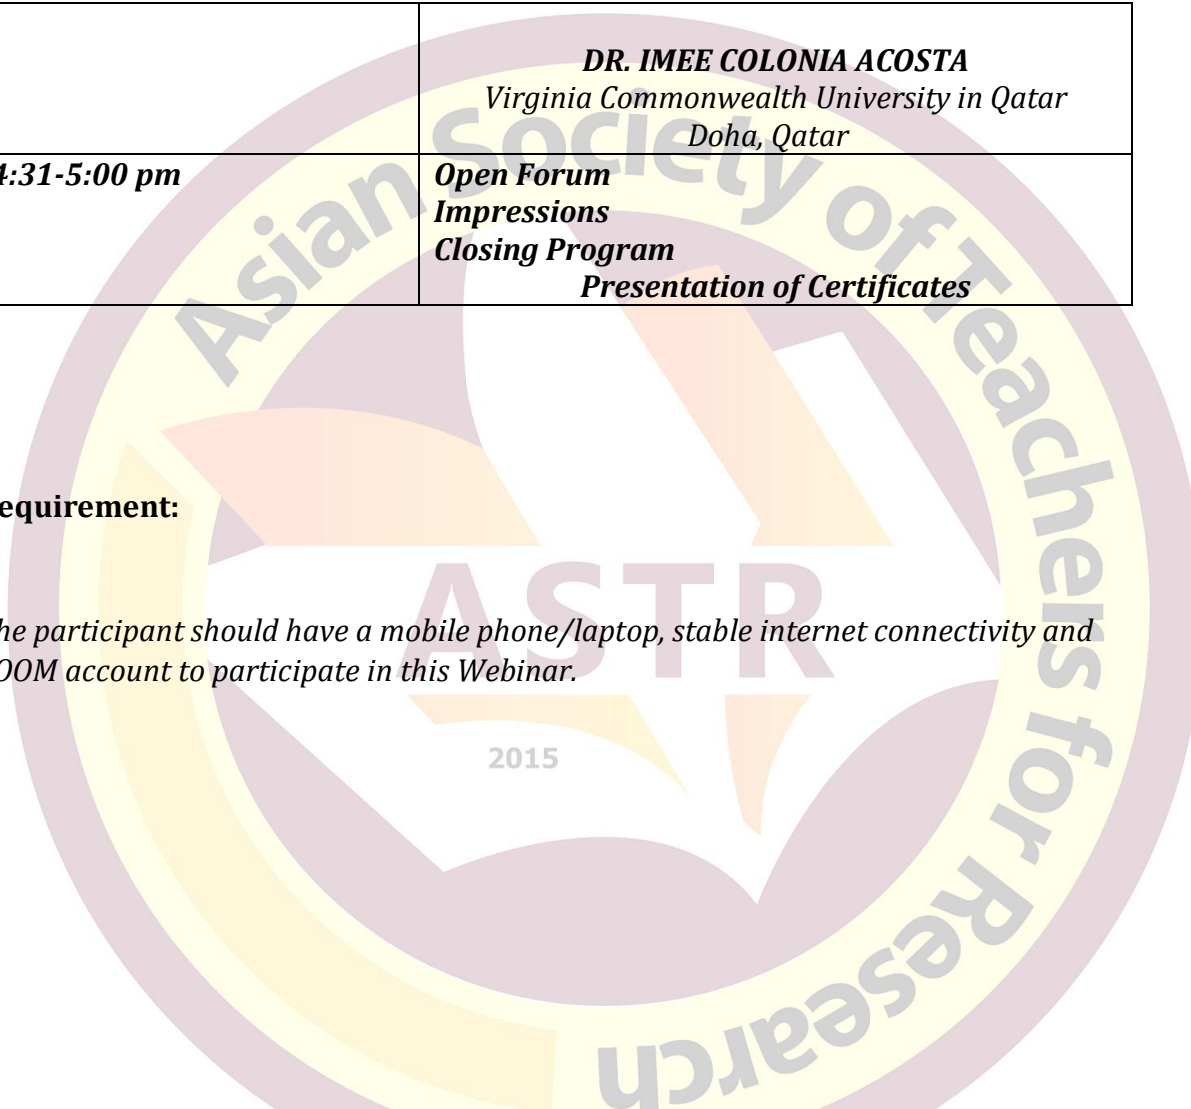 DR. IMEE COLONIA ACOSTA
Virginia Commonwealth University in Qatar
Doha, Qatar
4:31-5:00 pm
Open Forum
Impressions
Closing Program
Presentation of Certificates
equirement:
he participant should have a mobile phone/laptop, stable internet connectivity and
OOM account to participate in this Webinar.
Asian Society of Teachers for Research
ASTR
2015